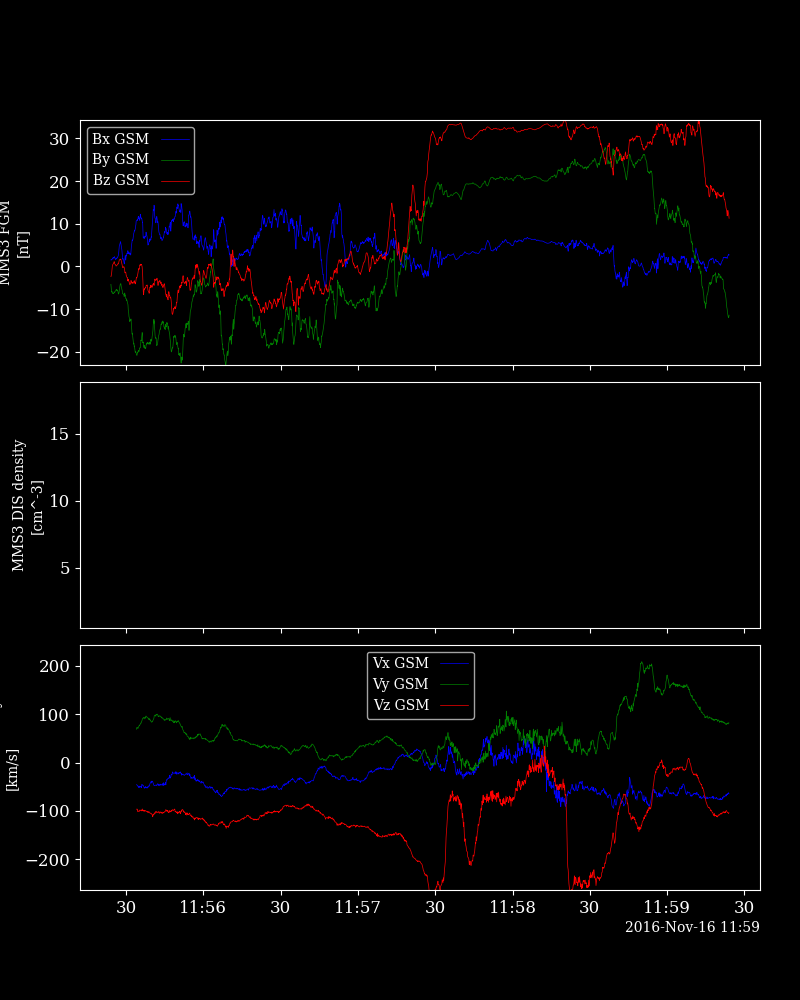 MMS3 FGM
[nT]
30
20
10
0
−10
−20
Bx GSM
By GSM
Bz GSM
MMS3 DIS density
[cm^-3]
15
10
5
[km/s]
200
100
0
−100
−200
Vx GSM
Vy GSM
Vz GSM
30
11:56
30
11:57
30
11:58
30
11:59
30
2016-Nov-16 11:59